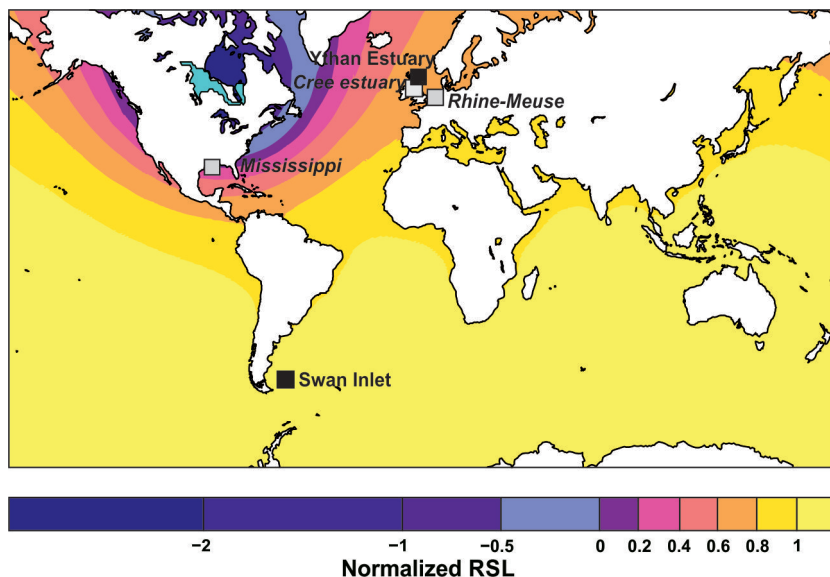 Ythan Estuary
Cree estuary
Rhine-Meuse
Mississippi
Swan Inlet
−2 −1 −0.5 0 0.2 0.4 0.6 0.8 1
Normalized RSL